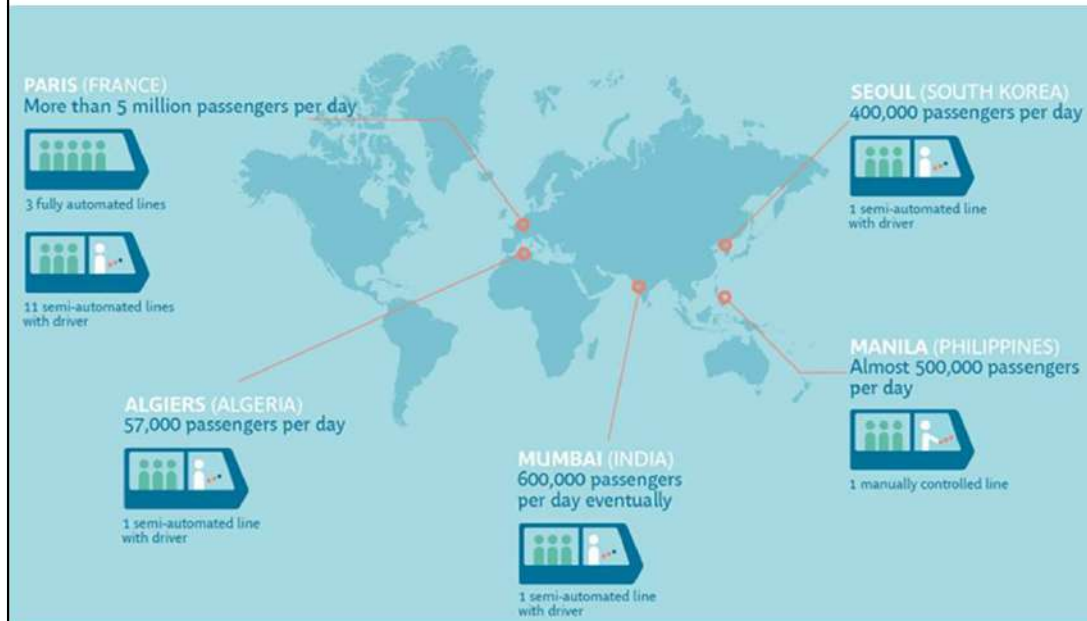 PARIS (FRANCE)
More than 5 million passengers per day
3 fully automated lines
11 semi-automated lines
with driver
SEOUL (SOUTH KOREA)
400,000 passengers per day
1 semi-automated line
with driver
MANILA (PHILIPPINES)
Almost 500,000 passengers
per day
1 manually controlled line
ALGIERS (ALGERIA)
57,000 passengers per day
1 semi-automated line
with driver
MUMBAI (INDIA)
600,000 passengers
per day eventually
1 semi-automated line
with driver